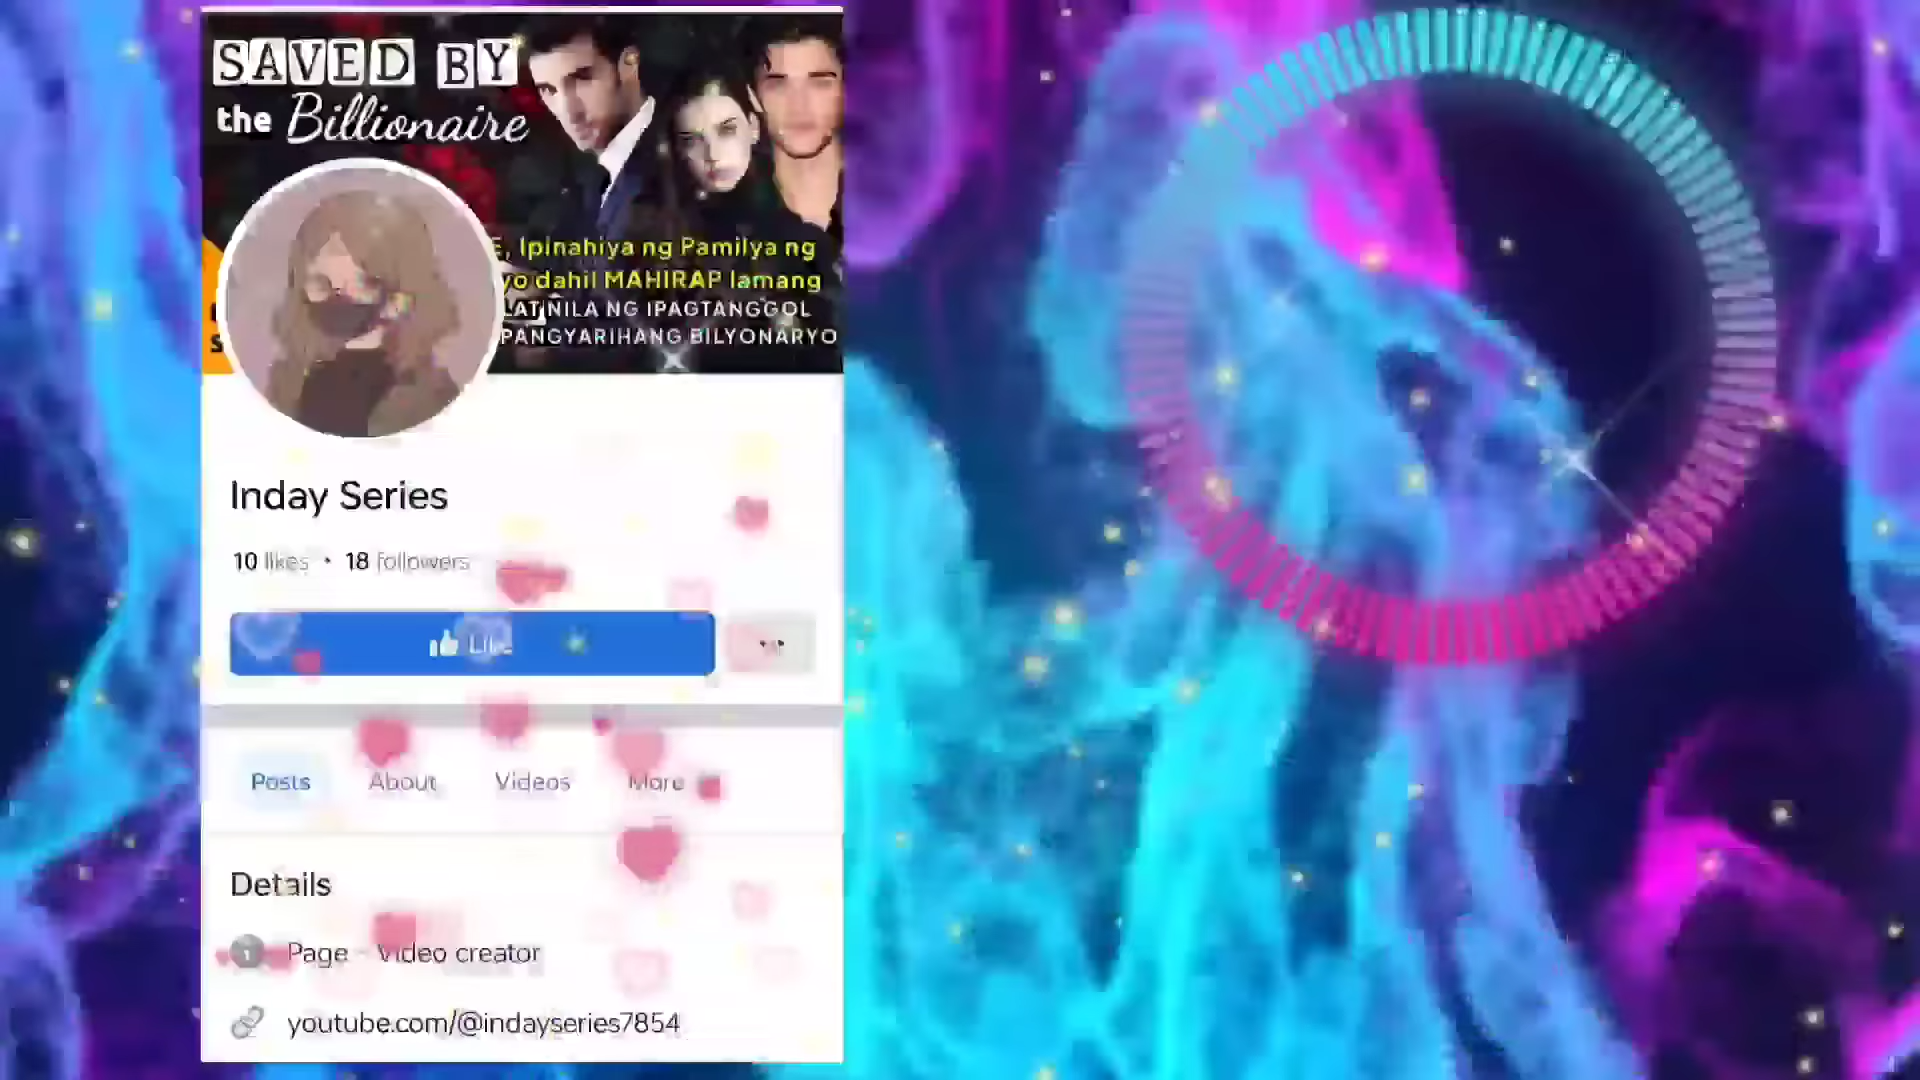 SAVED BY
the Billionaire
E, Ipinahiya ng Pamilya ng
yo dahil MAHIRAP lamang
NILA NG IPAGTANGGOL
PANGYARIHANG BILYONARYO
Inday Series
10 likes • 18 followers
Like
Posts About Videos More
Details
Page - Video creator
youtube.com/@indayseries7854